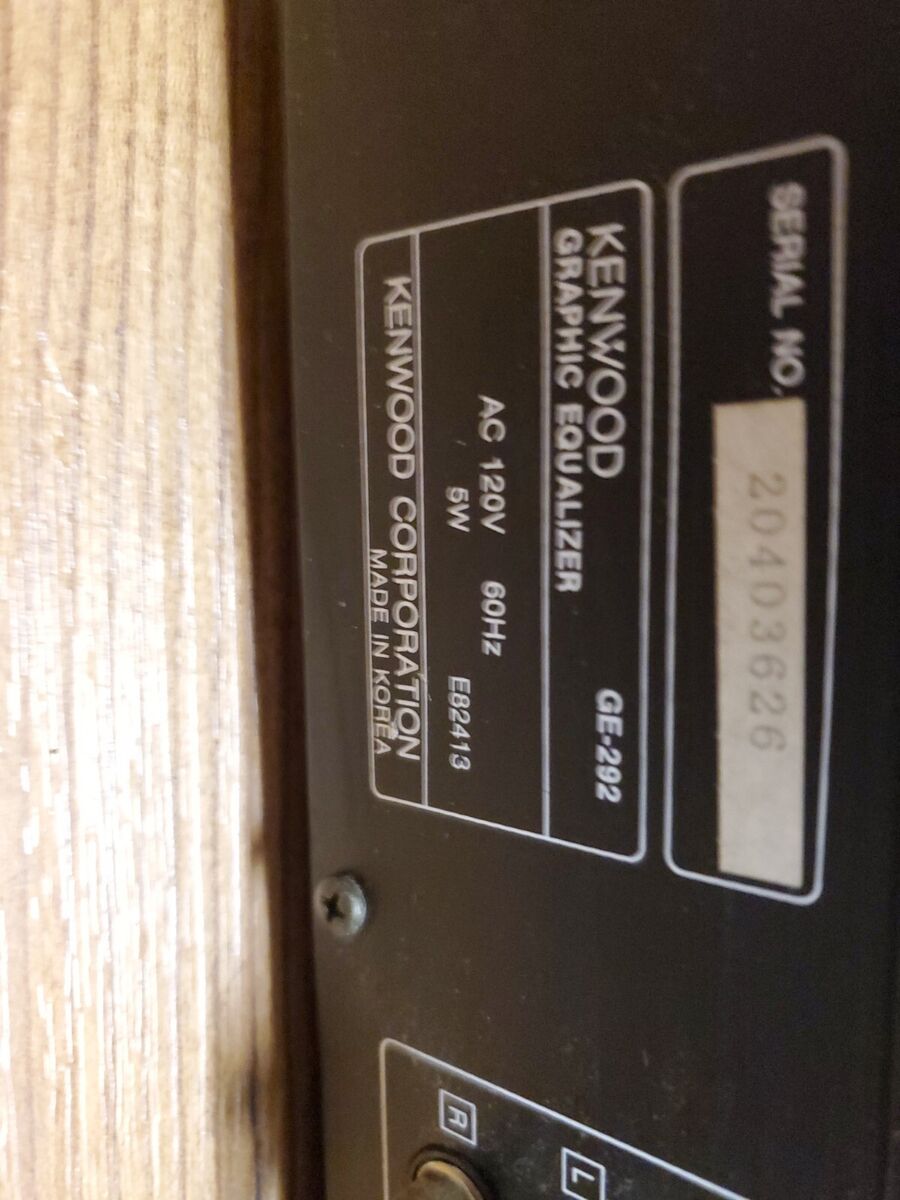 SERIAL NO. 20403626
KENWOOD GE-292
GRAPHIC EQUALIZER
AC 120V 60Hz
5W E82413
KENWOOD CORPORATION
MADE IN KOREA
L
R